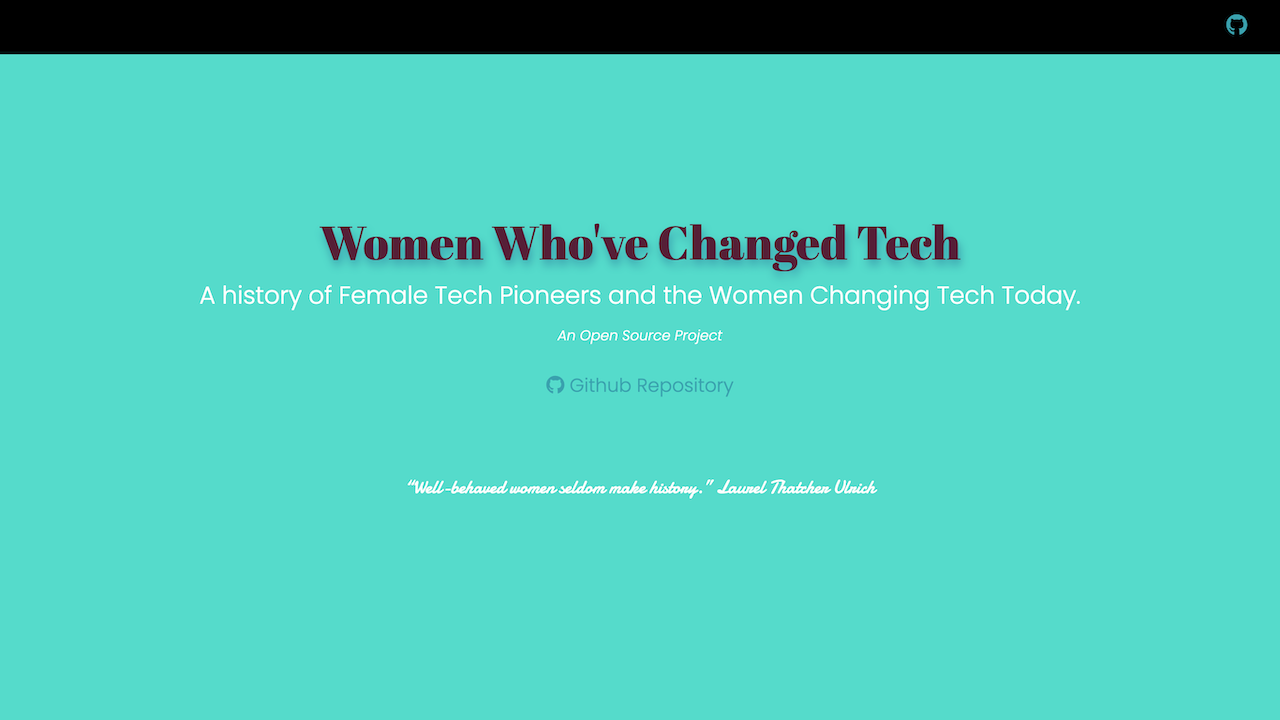 Women Who've Changed Tech
A history of Female Tech Pioneers and the Women Changing Tech Today.
An Open Source Project
Github Repository
“Well-behaved women seldom make history.” Laurel Thatcher Ulrich